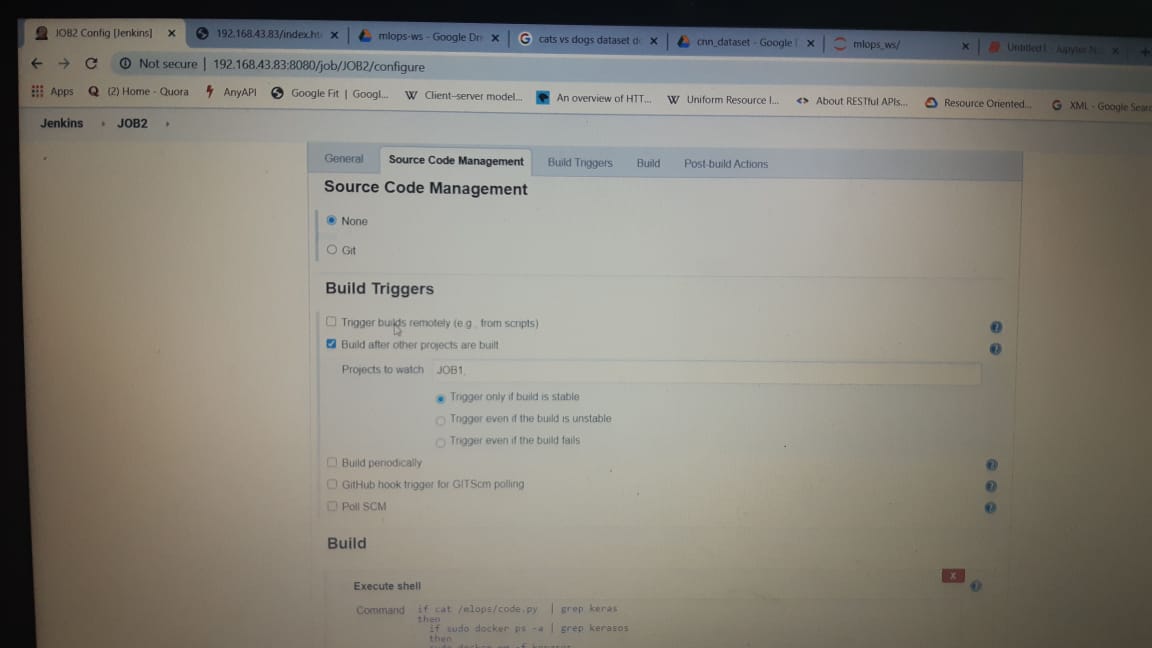 JOB2 Config [Jenkins]
192.168.43.83/index.ht
mlops-ws - Google Dri
cats vs dogs dataset d
cnn_dataset - Google
mlops_ws/
Untitled1 - Jupyter N
Not secure | 192.168.43.83:8080/job/JOB2/configure
Apps
(2) Home - Quora
AnyAPI
Google Fit | Googl...
Client-server model...
An overview of HTT...
Uniform Resource I...
About RESTful APIs...
Resource Oriented...
XML - Google Searc
Jenkins
JOB2
General
Source Code Management
Build Triggers
Build
Post-build Actions
Source Code Management
None
Git
Build Triggers
Trigger builds remotely (e.g., from scripts)
Build after other projects are built
Projects to watch JOB1,
Trigger only if build is stable
Trigger even if the build is unstable
Trigger even if the build fails
Build periodically
GitHub hook trigger for GITScm polling
Poll SCM
Build
X
Execute shell
Command if cat /mlops/code.py | grep keras
then
if sudo docker ps -a | grep kerasos
then